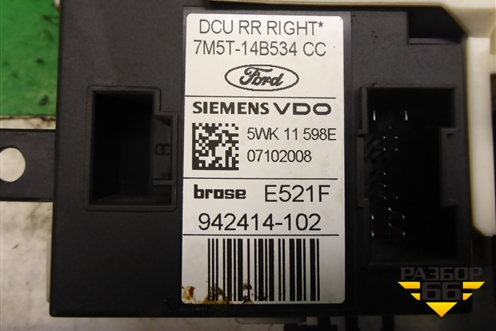 DCU RR RIGHT*
7M5T-14B534 CC
Ford
SIEMENS VDO
5WK 11 598E
07102008
brose E521F
942414-102
РАЗБОР
66